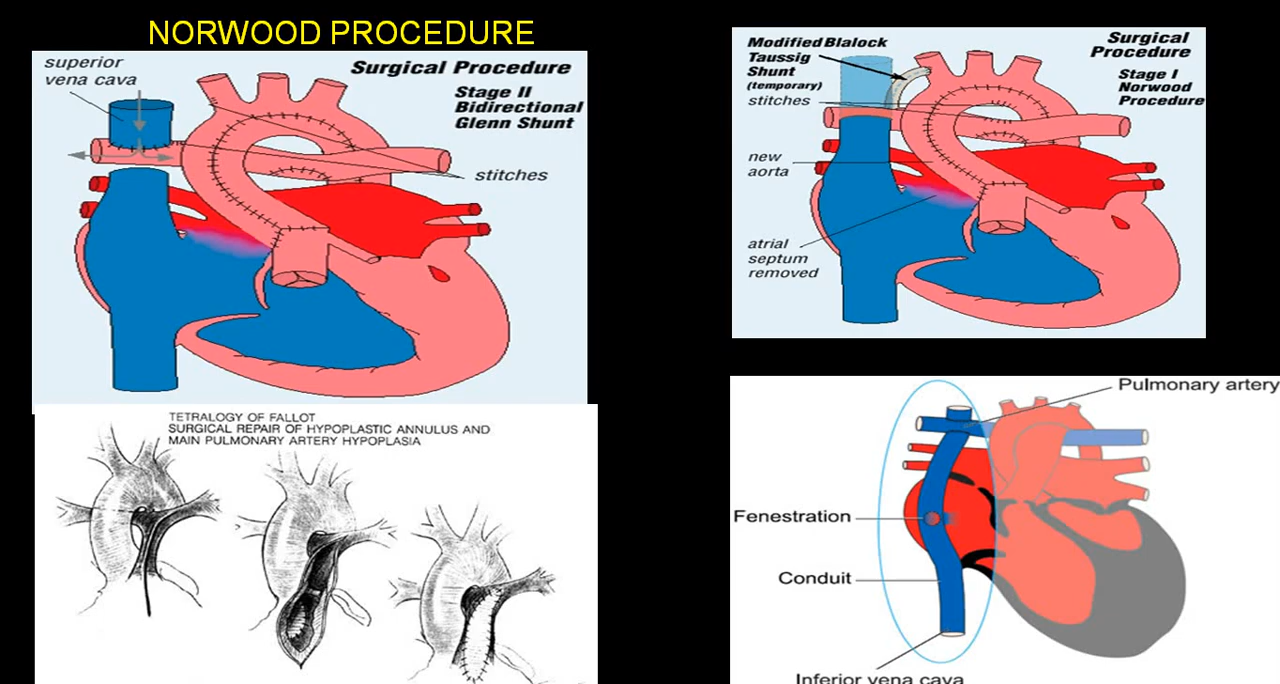 NORWOOD PROCEDURE
superior
vena cava
Surgical Procedure
Stage II
Bidirectional
Glenn Shunt
stitches
Modified Blalock
Taussig
Shunt
(temporary)
stitches
Surgical
Procedure
Stage I
Norwood
Procedure
new
aorta
atrial
septum
removed
TETRALOGY OF FALLOT
SURGICAL REPAIR OF HYPOPLASTIC ANNULUS AND
MAIN PULMONARY ARTERY HYPOPLASIA
Pulmonary artery
Fenestration
Conduit
Inferior vena cava